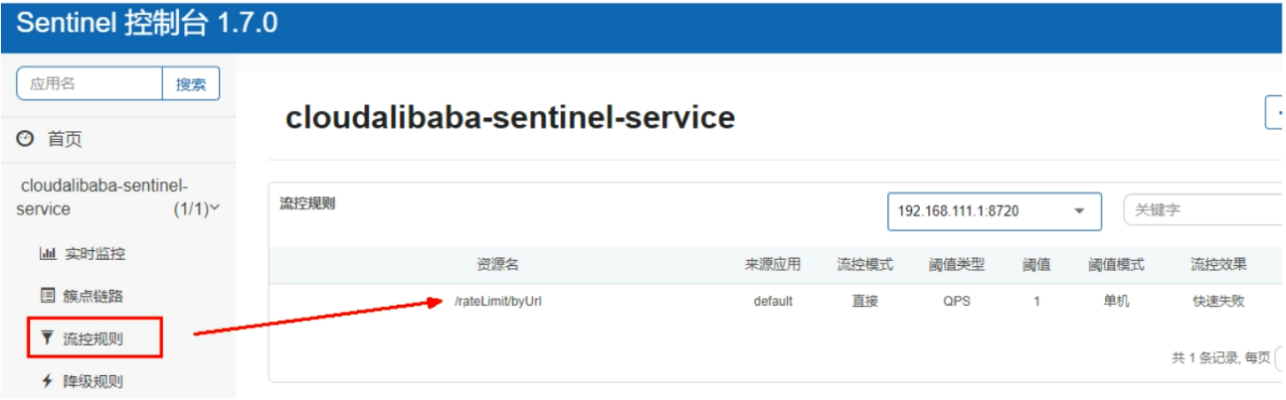 Sentinel 控制台 1.7.0
应用名 搜索
首页
cloudalibaba-sentinel-
service (1/1)
实时监控
簇点链路
流控规则
降级规则
cloudalibaba-sentinel-service
流控规则 192.168.111.1:8720 关键字
资源名 来源应用 流控模式 阈值类型 阈值 阈值模式 流控效果
/rateLimit/byUrl default 直接 QPS 1 单机 快速失败
共 1 条记录, 每页